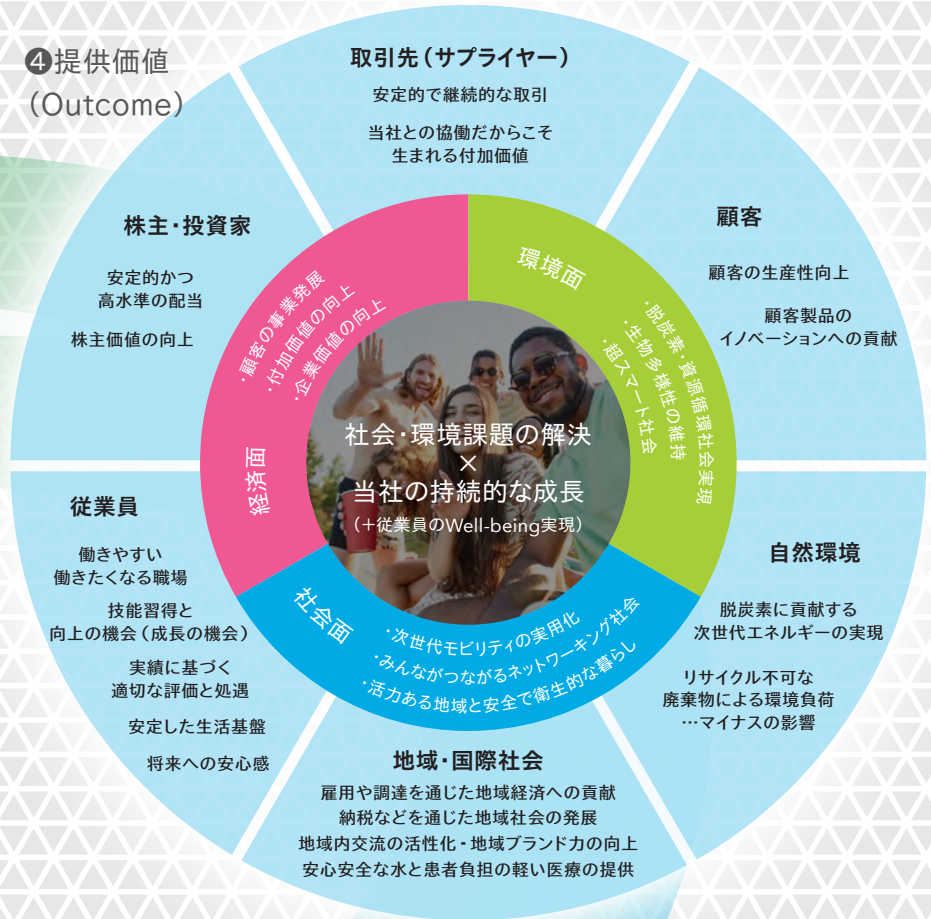 ❹提供価値
(Outcome)
取引先（サプライヤー）
安定的で継続的な取引
当社との協働だからこそ
生まれる付加価値
顧客
顧客の生産性向上
顧客製品の
イノベーションへの貢献
株主・投資家
安定的かつ
高水準の配当
株主価値の向上
環境面
・脱炭素・資源循環社会実現
・生物多様性の維持
・超スマート社会
経済面
・顧客の事業発展
・付加価値の向上
・企業価値の向上
社会・環境課題の解決
×
当社の持続的な成長
（＋従業員のWell-being実現）
社会面
・次世代モビリティの実用化
・みんながつながるネットワーキング社会
・活力ある地域と安全で衛生的な暮らし
従業員
働きやすい
働きたくなる職場
技能習得と
向上の機会（成長の機会）
実績に基づく
適切な評価と処遇
安定した生活基盤
将来への安心感
自然環境
脱炭素に貢献する
次世代エネルギーの実現
リサイクル不可な
廃棄物による環境負荷
…マイナスの影響
地域・国際社会
雇用や調達を通じた地域経済への貢献
納税などを通じた地域社会の発展
地域内交流の活性化・地域ブランド力の向上
安心安全な水と患者負担の軽い医療の提供